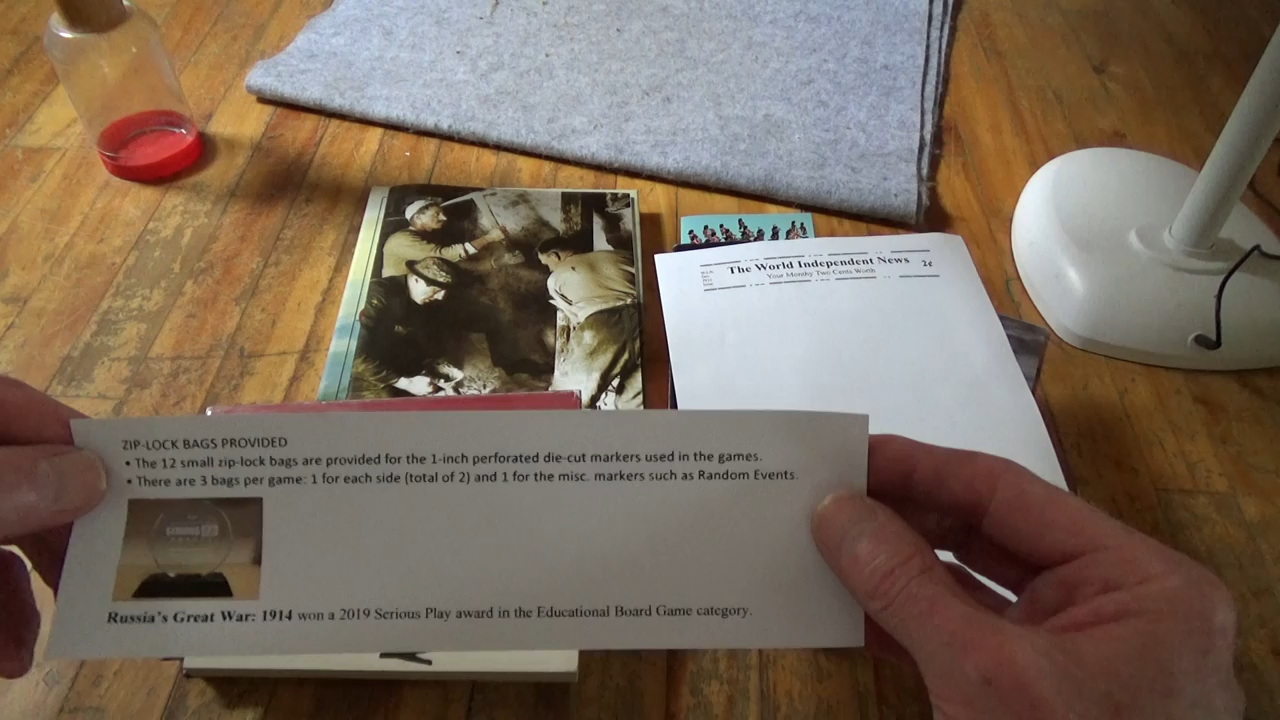 The World Independent News 2¢
Your Monthy Two Cents Worth
ZIP-LOCK BAGS PROVIDED
• The 12 small zip-lock bags are provided for the 1-inch perforated die-cut markers used in the games.
• There are 3 bags per game: 1 for each side (total of 2) and 1 for the misc. markers such as Random Events.
Russia's Great War: 1914 won a 2019 Serious Play award in the Educational Board Game category.